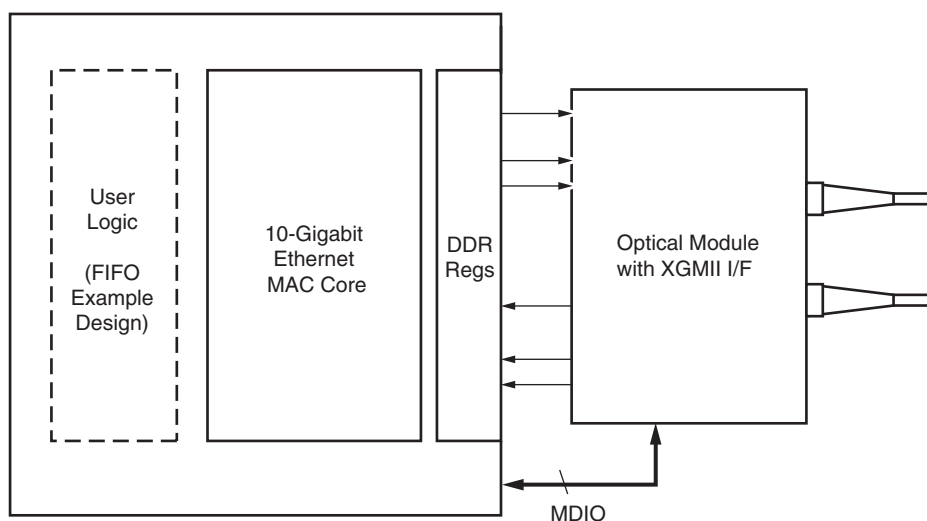 User
Logic
(FIFO
Example
Design)
10-Gigabit
Ethernet
MAC Core
DDR
Regs
Optical Module
with XGMII I/F
MDIO